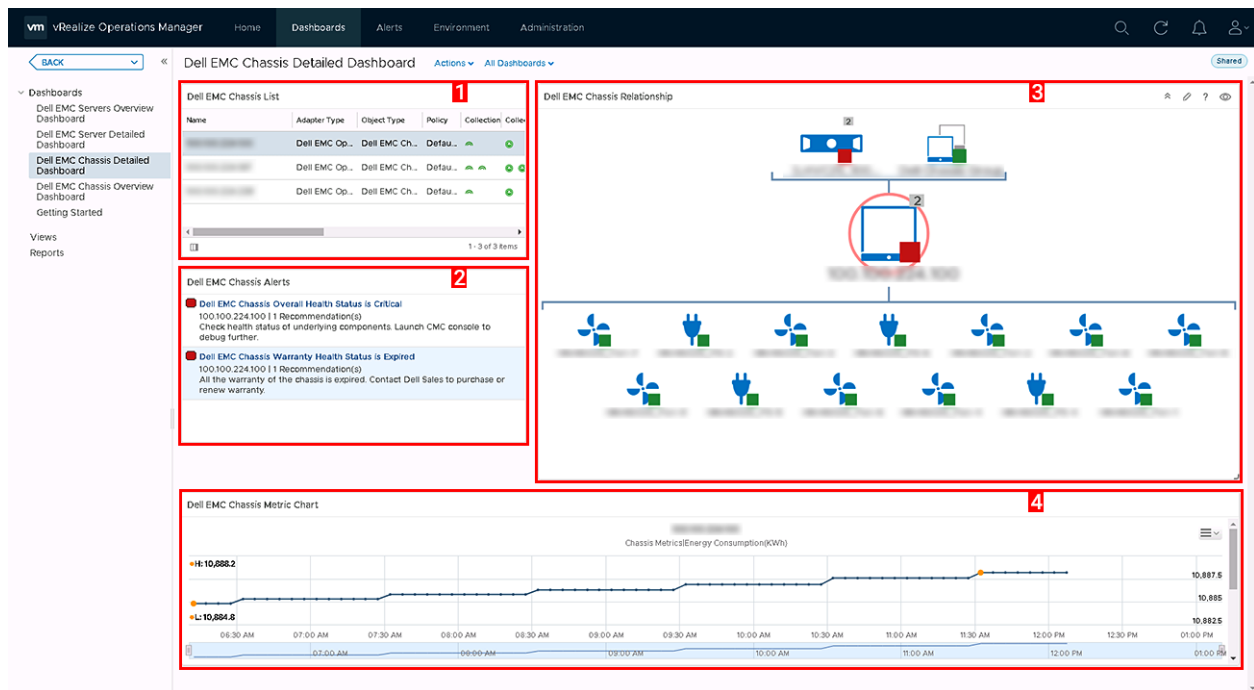 vm vRealize Operations Manager Home Dashboards Alerts Environment Administration
BACK
Dell EMC Chassis Detailed Dashboard Actions All Dashboards Shared
Dashboards
Dell EMC Servers Overview
Dashboard
Dell EMC Server Detailed
Dashboard
Dell EMC Chassis Detailed
Dashboard
Dell EMC Chassis Overview
Dashboard
Getting Started
Views
Reports
Dell EMC Chassis List 1
Name Adapter Type Object Type Policy Collection Colle
Dell EMC Op... Dell EMC Ch... Defau...
Dell EMC Op... Dell EMC Ch... Defau...
Dell EMC Op... Dell EMC Ch... Defau...
1 - 3 of 3 items
Dell EMC Chassis Alerts 2
Dell EMC Chassis Overall Health Status is Critical
100.100.224.100 | 1 Recommendation(s)
Check health status of underlying components. Launch CMC console to
debug further.
Dell EMC Chassis Warranty Health Status is Expired
100.100.224.100 | 1 Recommendation(s)
All the warranty of the chassis is expired. Contact Dell Sales to purchase or
renew warranty.
Dell EMC Chassis Relationship 3 ?
2
2
100.100.224.100
Dell EMC Chassis Metric Chart 4
Chassis Metrics|Energy Consumption(KWh)
H: 10,888.2
10,887.5
10,885
L: 10,884.8
10,882.5
06:30 AM 07:00 AM 07:30 AM 08:00 AM 08:30 AM 09:00 AM 09:30 AM 10:00 AM 10:30 AM 11:00 AM 11:30 AM 12:00 PM 12:30 PM 01:00 PM
07:00 AM 08:00 AM 09:00 AM 10:00 AM 11:00 AM 12:00 PM 01:00 PM